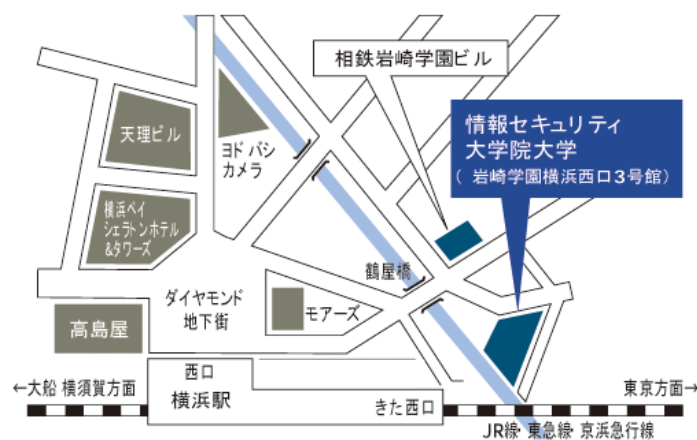 相鉄岩崎学園ビル
情報セキュリティ
大学院大学
( 岩崎学園横浜西口3号館)
天理ビル
ヨドバシ
カメラ
横浜ベイ
シェラトンホテル
&タワーズ
鶴屋橋
ダイヤモンド
地下街
モアーズ
高島屋
西口
横浜駅
きた西口
←大船 横須賀方面
東京方面→
JR線・東急線・京浜急行線